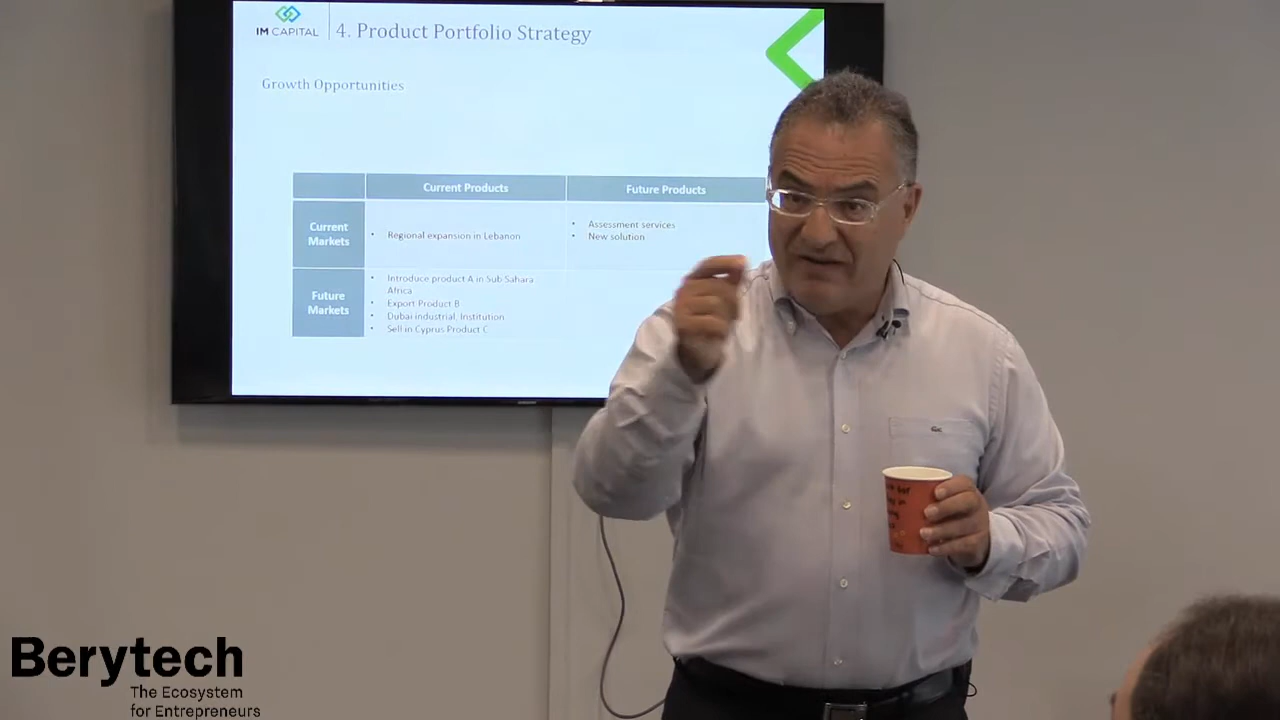 IM CAPITAL
4. Product Portfolio Strategy
Growth Opportunities
Current Products
Future Products
Current
Markets
• Regional expansion in Lebanon
• Assessment services
• New solution
Future
Markets
• Introduce product A in Sub Sahara
Africa
• Export Product B
• Dubai industrial, Institution
• Sell in Cyprus Product C
Berytech
The Ecosystem
for Entrepreneurs